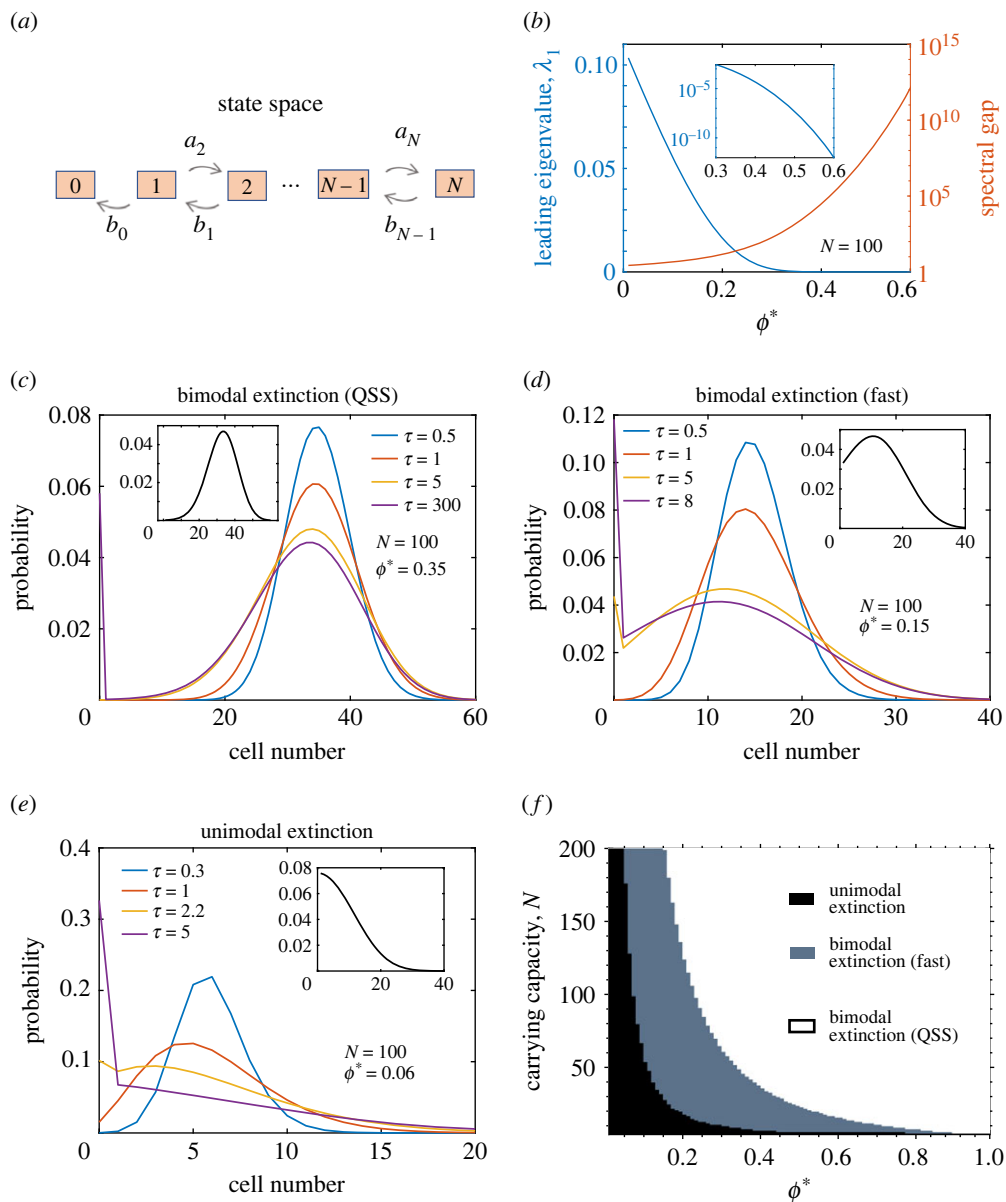 (a)
state space
a2
aN
0
1
2
...
N–1
N
b0
b1
bN–1
(b)
leading eigenvalue, λ1
0.10
0.05
0
10^–5
10^–10
0.3 0.4 0.5 0.6
N = 100
10^15
10^10
10^5
1
spectral gap
0 0.2 0.4 0.6
ϕ*
(c)
bimodal extinction (QSS)
probability
0.08
0.06
0.04
0.02
0.04
0.02
0 20 40
τ = 0.5
τ = 1
τ = 5
τ = 300
N = 100
ϕ* = 0.35
0 20 40 60
cell number
(d)
bimodal extinction (fast)
probability
0.12
0.10
0.08
0.06
0.04
0.02
τ = 0.5
τ = 1
τ = 5
τ = 8
0.04
0.02
0 20 40
N = 100
ϕ* = 0.15
0 10 20 30 40
cell number
(e)
unimodal extinction
probability
0.4
0.3
0.2
0.1
τ = 0.3
τ = 1
τ = 2.2
τ = 5
0.08
0.06
0.04
0.02
0 20 40
N = 100
ϕ* = 0.06
0 5 10 15 20
cell number
(f)
carrying capacity, N
200
150
100
50
unimodal
extinction
bimodal
extinction (fast)
bimodal
extinction (QSS)
0.2 0.4 0.6 0.8 1.0
ϕ*